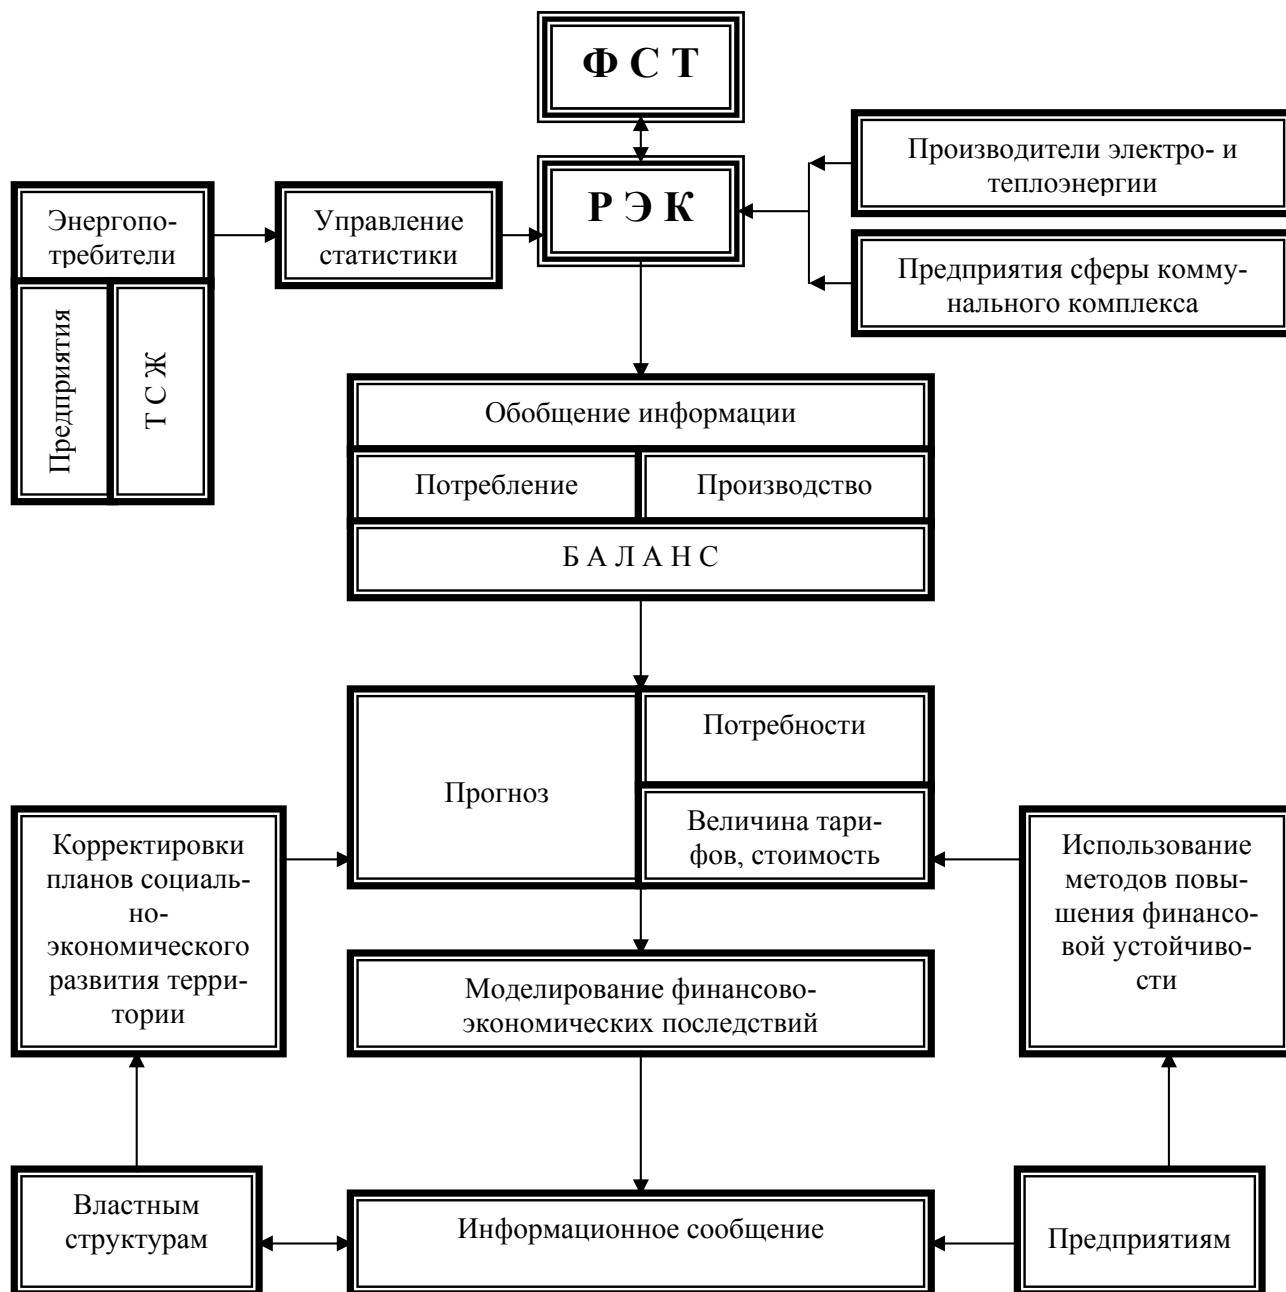 Ф С Т
Р Э К
Производители электро- и
теплоэнергии
Энергопо-
требители
Управление
статистики
Предприятия сферы комму-
нального комплекса
Предприятия
Т С Ж
Обобщение информации
Потребление
Производство
Б А Л А Н С
Прогноз
Потребности
Величина тари-
фов, стоимость
Корректировки
планов социаль-
но-
экономического
развития терри-
тории
Использование
методов повы-
шения финансо-
вой устойчиво-
сти
Моделирование финансово-
экономических последствий
Властным
структурам
Информационное сообщение
Предприятиям